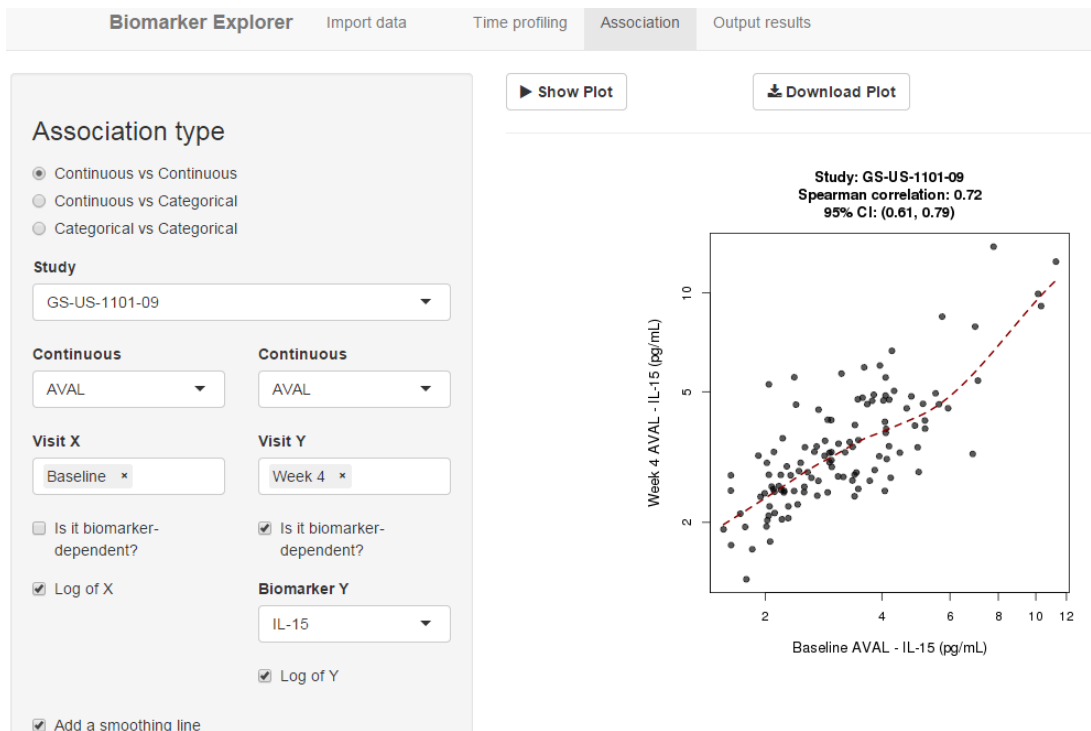 Biomarker Explorer Import data Time profiling Association Output results
Association type
Continuous vs Continuous
Continuous vs Categorical
Categorical vs Categorical
Study
GS-US-1101-09
Continuous Continuous
AVAL AVAL
Visit X Visit Y
Baseline × Week 4 ×
Is it biomarker- Is it biomarker-
dependent? dependent?
Log of X Biomarker Y
IL-15
Log of Y
Add a smoothing line
Show Plot Download Plot
Study: GS-US-1101-09
Spearman correlation: 0.72
95% CI: (0.61, 0.79)
Week 4 AVAL - IL-15 (pg/mL)
10
5
2
2 4 6 8 10 12
Baseline AVAL - IL-15 (pg/mL)